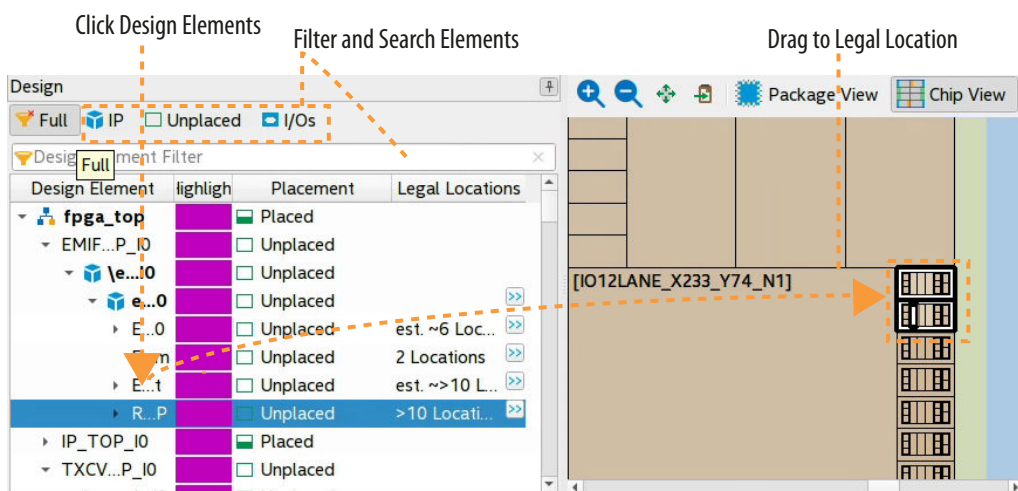 Click Design Elements
Filter and Search Elements
Drag to Legal Location
Design
Package View
Chip View
Full
IP
Unplaced
I/Os
Full
Filter
Design Element
Highligh
Placement
Legal Locations
fpga_top
Placed
EMIF...P_I0
Unplaced
\e...I0
Unplaced
e...0
Unplaced
E...0
Unplaced
est. ~6 Loc...
Unplaced
2 Locations
E...t
Unplaced
est. ~>10 L...
R...P
Unplaced
>10 Locati...
IP_TOP_I0
Placed
TXCV...P_I0
Unplaced
[IO12LANE_X233_Y74_N1]